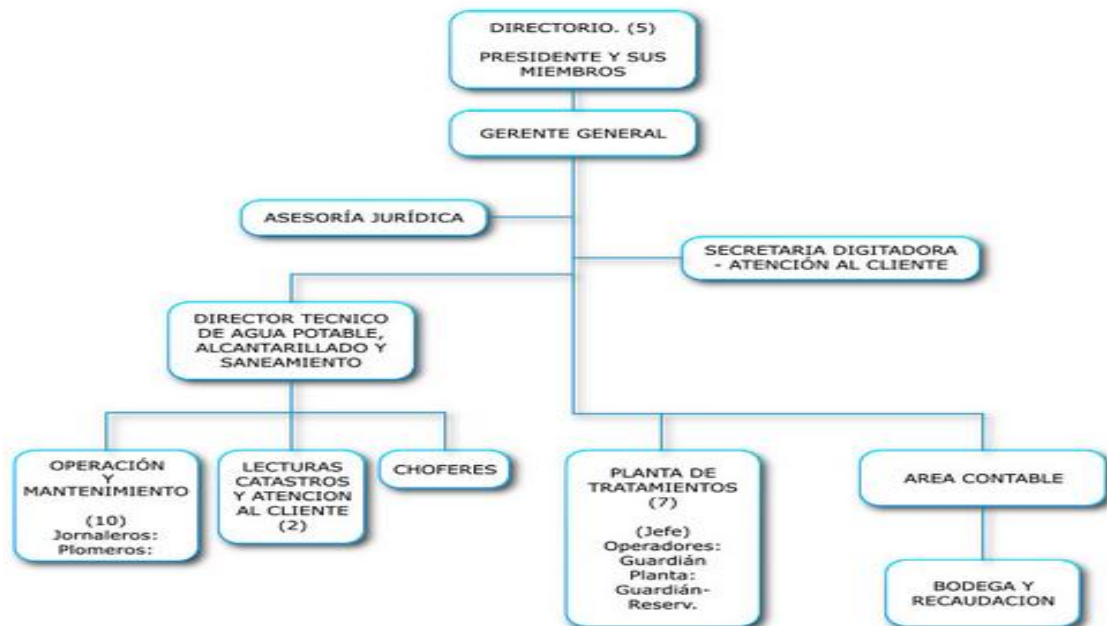 DIRECTORIO. (5)
PRESIDENTE Y SUS
MIEMBROS
GERENTE GENERAL
ASESORÍA JURÍDICA
SECRETARIA DIGITADORA
- ATENCIÓN AL CLIENTE
DIRECTOR TECNICO
DE AGUA POTABLE,
ALCANTARILLADO Y
SANEAMIENTO
OPERACIÓN
Y
MANTENIMIENTO
(10)
Jornaleros:
Plomeros:
LECTURAS
CATASTROS
Y ATENCION
AL CLIENTE
(2)
CHOFERES
PLANTA DE
TRATAMIENTOS
(7)
(Jefe)
Operadores:
Guardián
Planta:
Guardián-
Reserv.
AREA CONTABLE
BODEGA Y
RECAUDACION